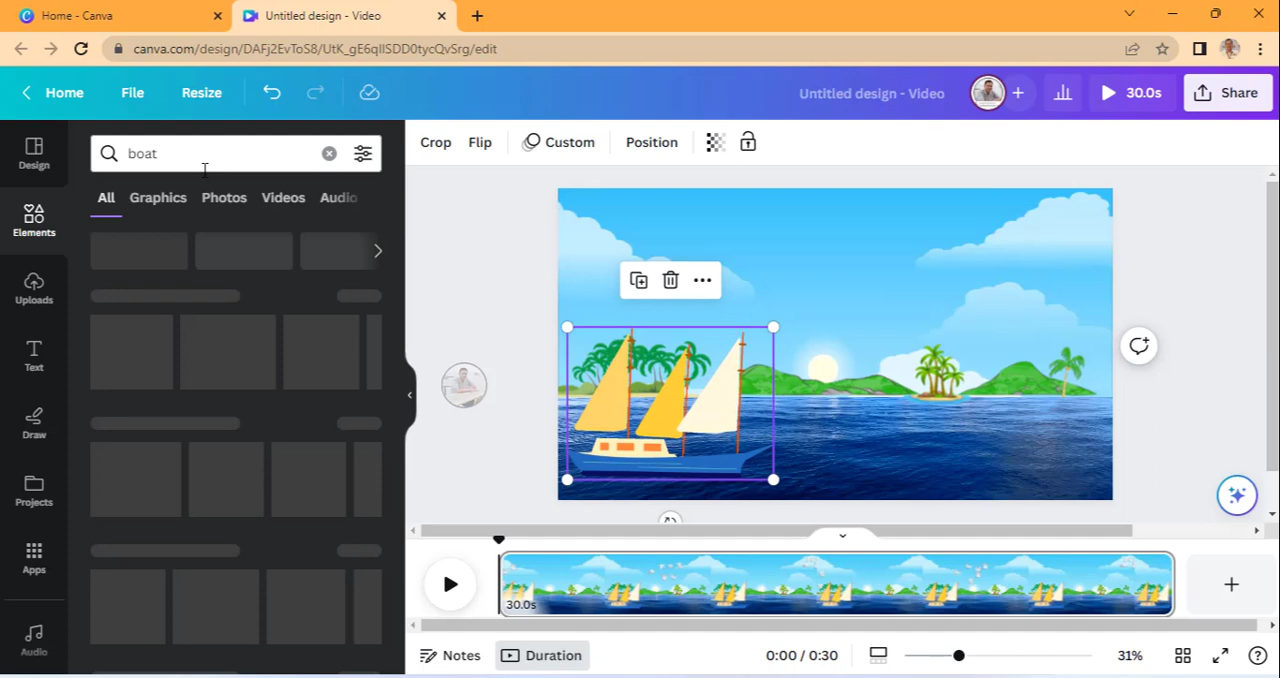 Home - Canva
Untitled design - Video
canva.com/design/DAFj2EvToS8/UtK_gE6qIlSDD0tycQvSrg/edit
Home
File
Resize
Untitled design - Video
30.0s
Share
Design
Elements
Uploads
Text
Draw
Projects
Apps
Audio
boat
All
Graphics
Photos
Videos
Audio
Crop
Flip
Custom
Position
30.0s
Notes
Duration
0:00 / 0:30
31%